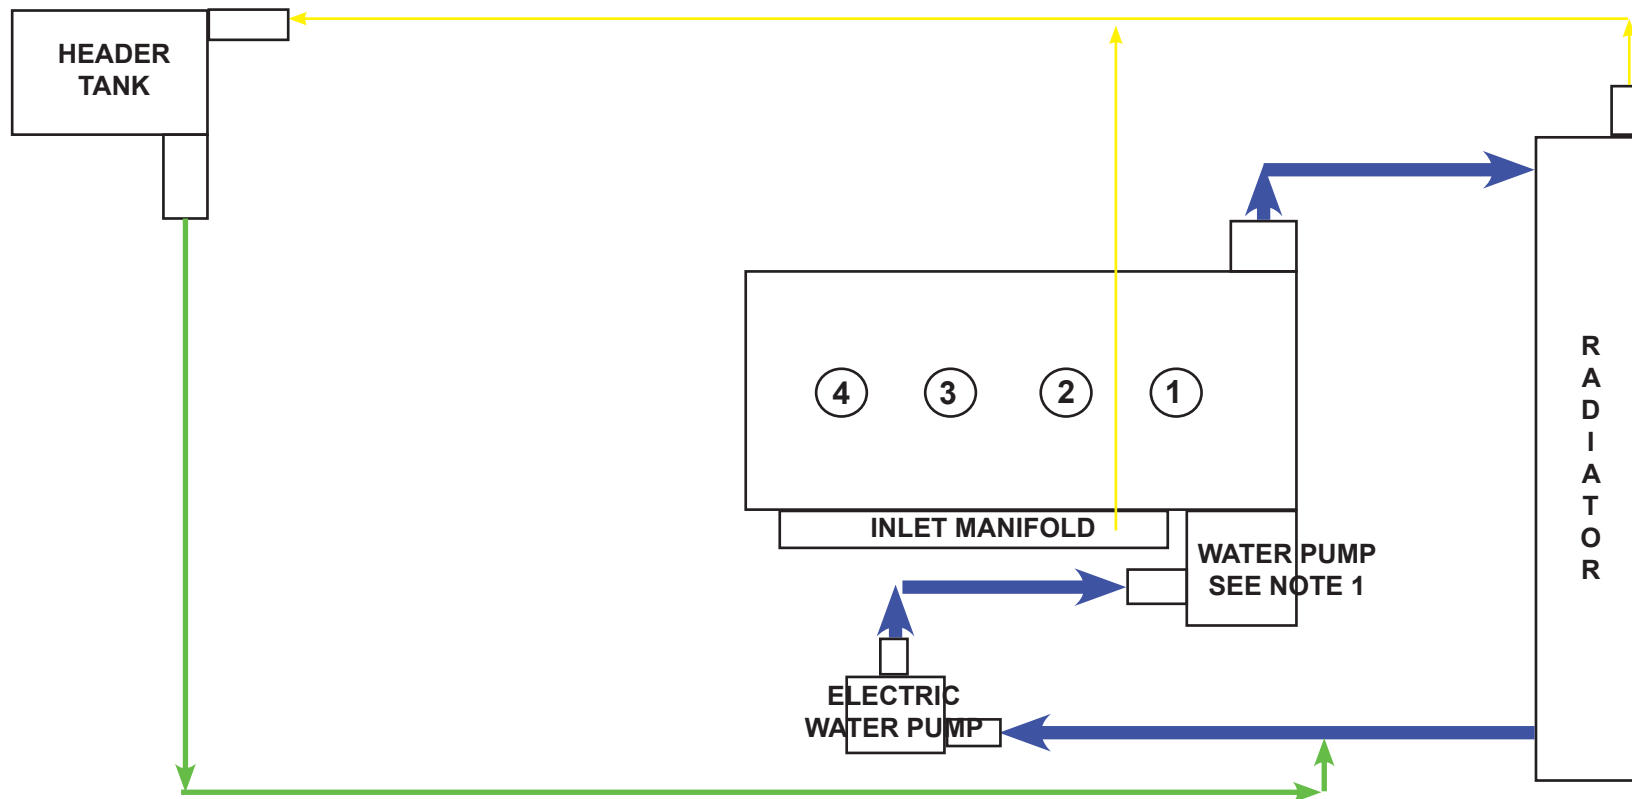 HEADER
TANK
4
3
2
1
INLET MANIFOLD
WATER PUMP
SEE NOTE 1
ELECTRIC
WATER PUMP
R
A
D
I
A
T
O
R